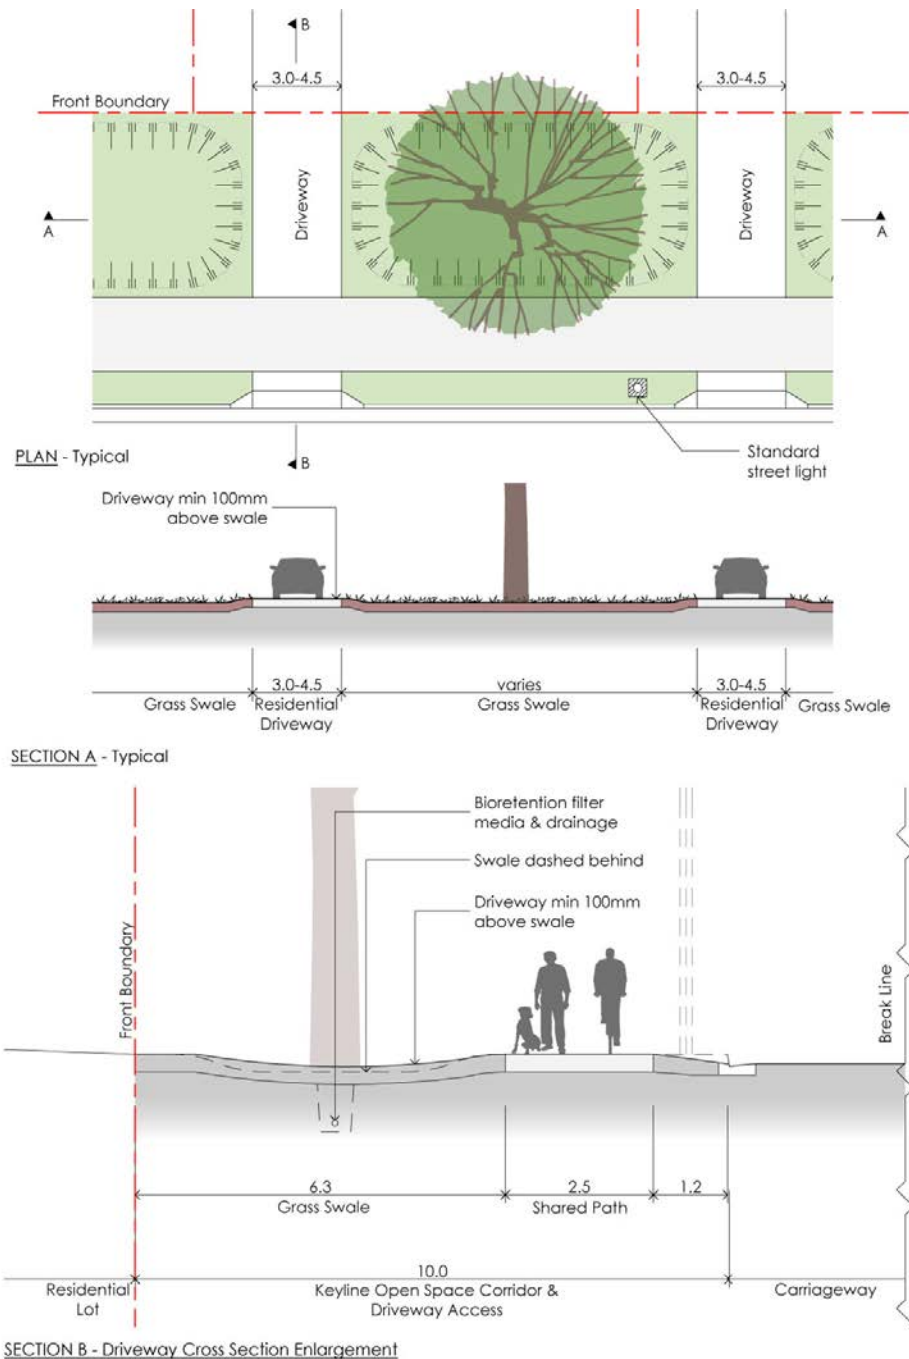 B
3.0-4.5
3.0-4.5
Front Boundary
Driveway
Driveway
A
A
B
PLAN - Typical
Standard
street light
Driveway min 100mm
above swale
3.0-4.5
varies
3.0-4.5
Grass Swale
Residential
Driveway
Grass Swale
Residential
Driveway
Grass Swale
SECTION A - Typical
Bioretention filter
media & drainage
Swale dashed behind
Driveway min 100mm
above swale
Front Boundary
Break Line
6.3
2.5
1.2
Grass Swale
Shared Path
10.0
Residential
Lot
Keyline Open Space Corridor &
Driveway Access
Carriageway
SECTION B - Driveway Cross Section Enlargement